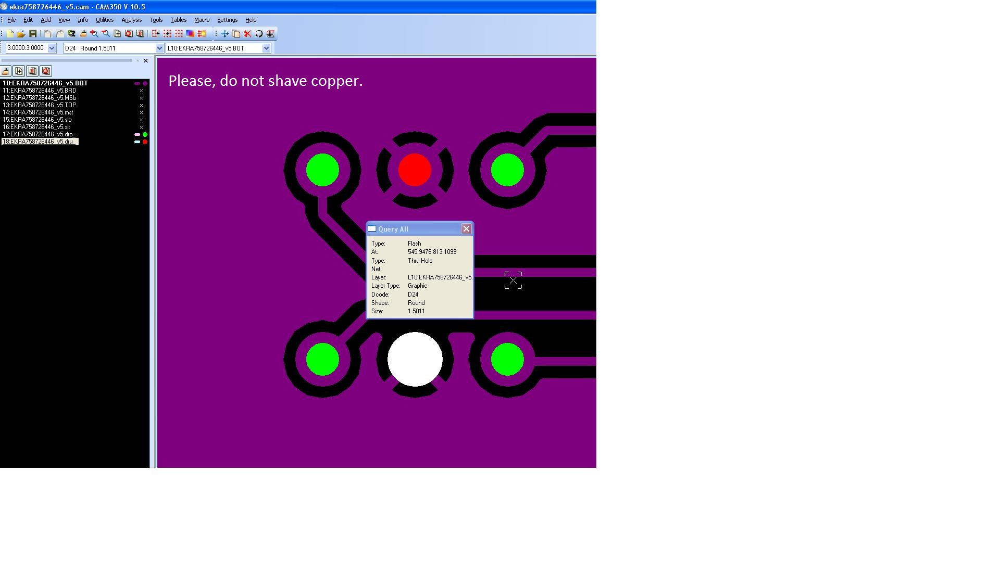 ekra758726446_v5.cam - CAM350 V 10.5
File Edit Add View Info Utilities Analysis Tools Tables Macro Settings Help
3.0000:3.0000 D24 Round 1.5011 L10:EKRA758726446_v5.BOT
10:EKRA758726446_v5.BOT
11:EKRA758726446_v5.BRD
12:EKRA758726446_v5.MSb
13:EKRA758726446_v5.TOP
14:EKRA758726446_v5.mst
15:EKRA758726446_v5.slb
16:EKRA758726446_v5.slt
17:EKRA758726446_v5.drp_
18:EKRA758726446_v5.dru_
Please, do not shave copper.
Query All
Type: Flash
At: 545.9476:813.1099
Type: Thru Hole
Net:
Layer: L10:EKRA758726446_v5.
Layer Type: Graphic
Dcode: D24
Shape: Round
Size: 1.5011